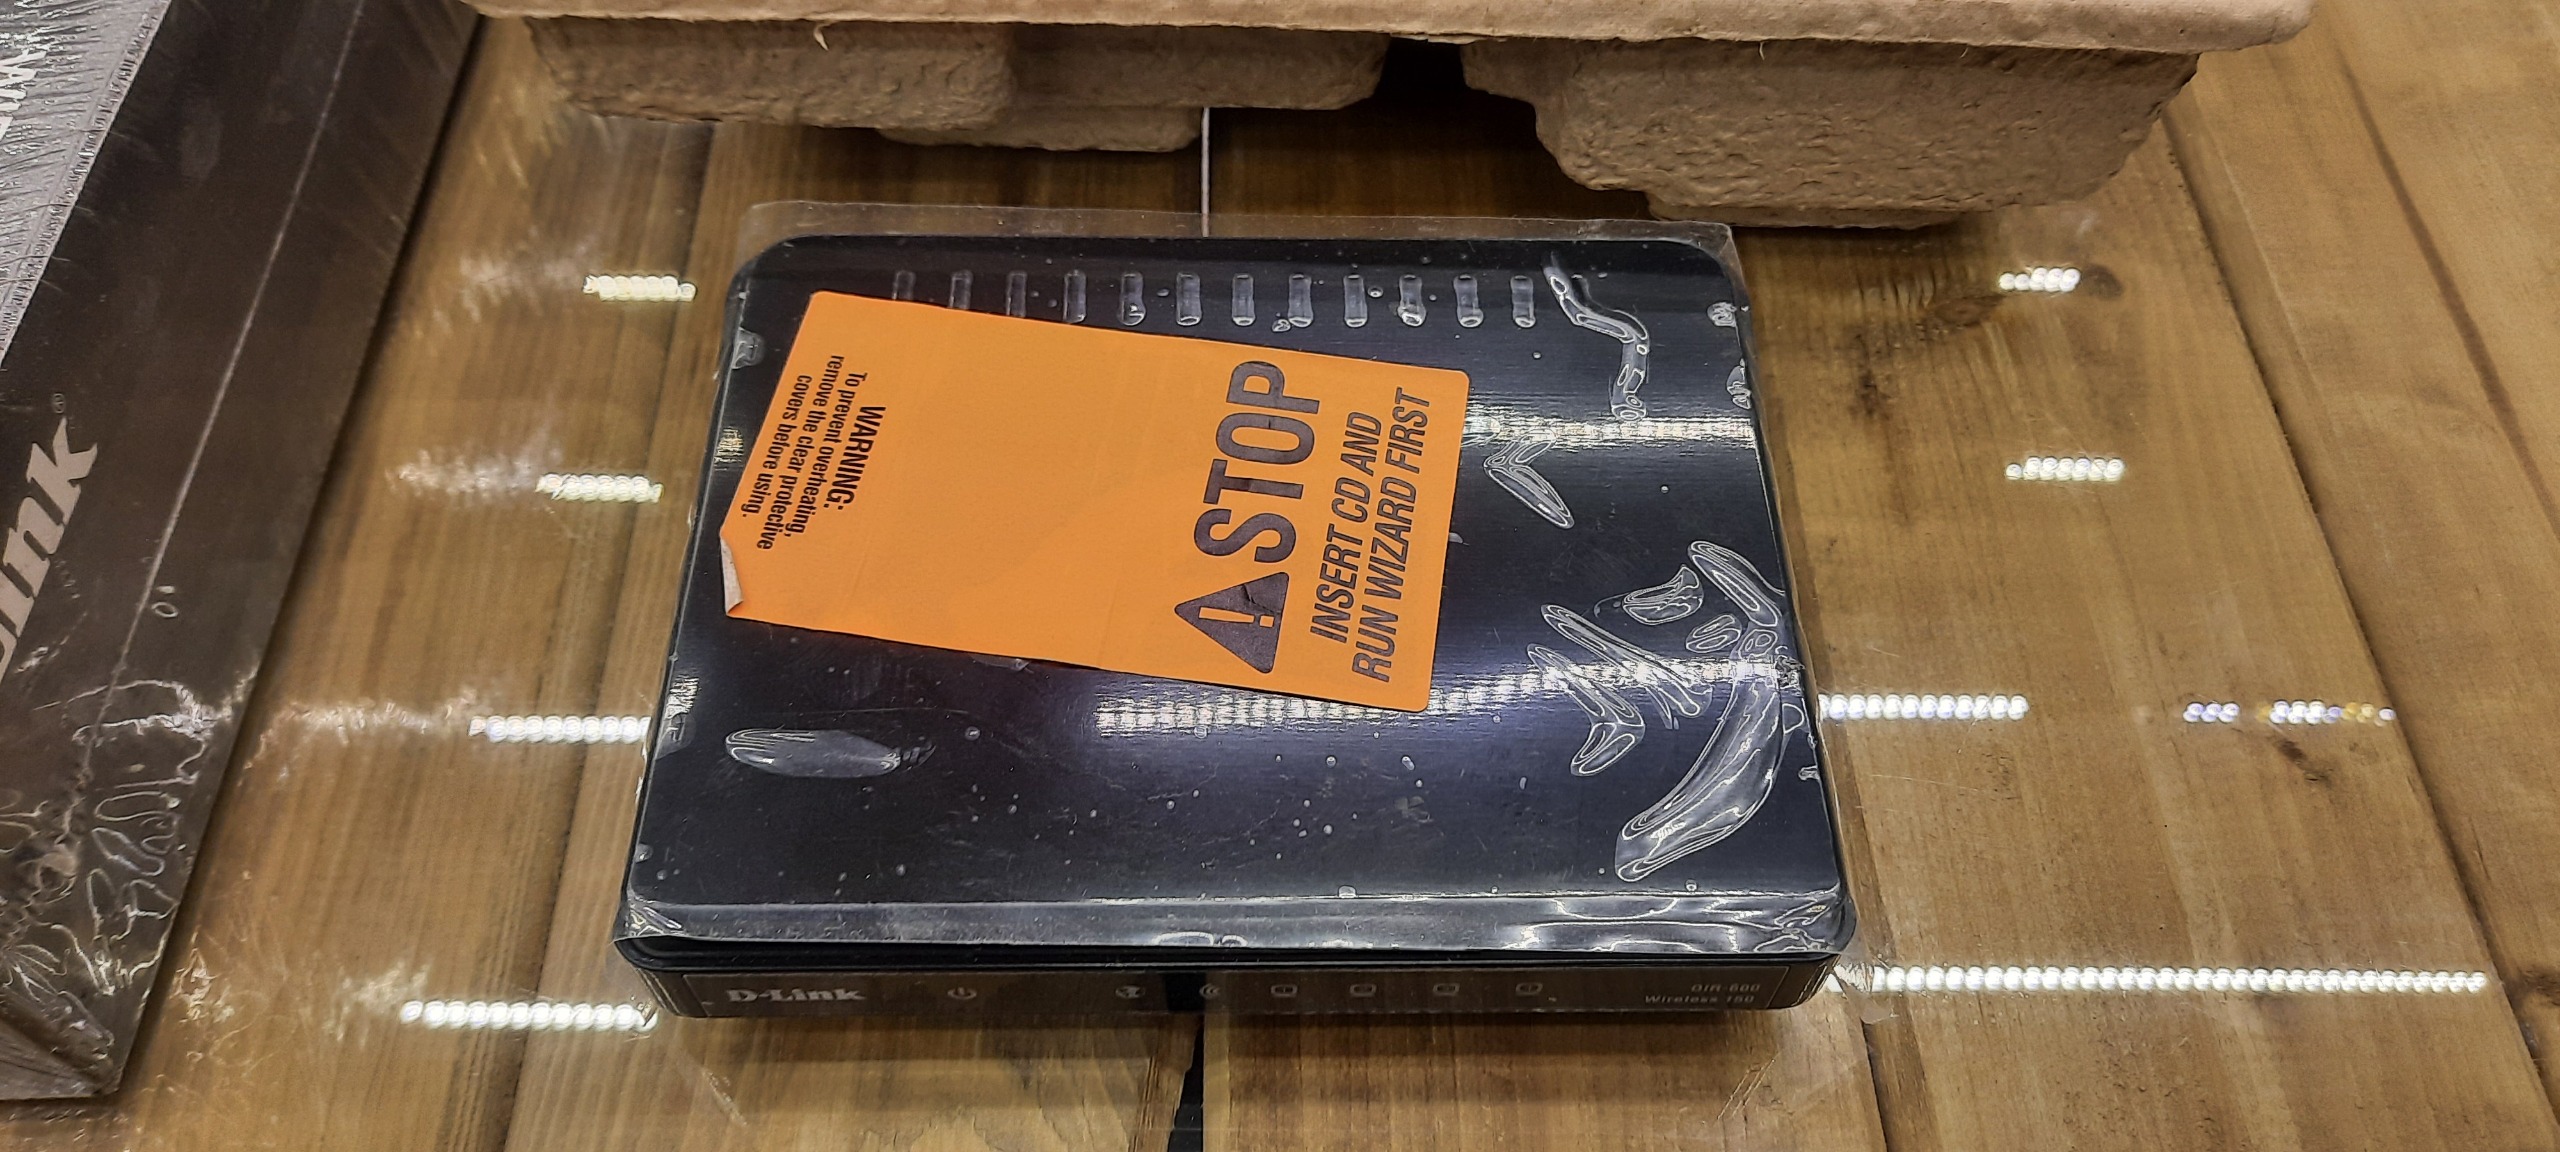 STOP
INSERT CD AND
RUN WIZARD FIRST
WARNING:
To prevent overheating,
remove the clear protective
covers before using.
D-Link
DIR-600
Wireless 150